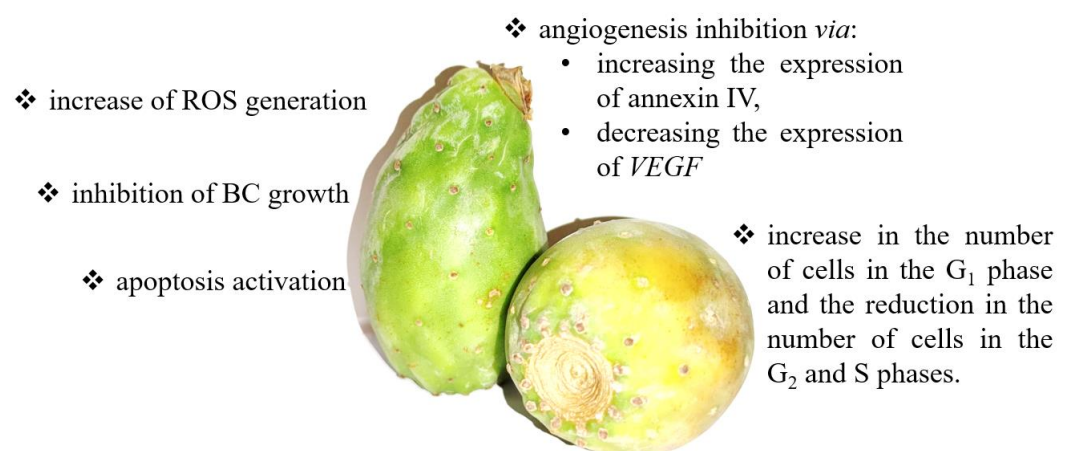 ❖ increase of ROS generation
❖ inhibition of BC growth
❖ apoptosis activation
❖ angiogenesis inhibition via:
• increasing the expression
of annexin IV,
• decreasing the expression
of VEGF
❖ increase in the number
of cells in the G₁ phase
and the reduction in the
number of cells in the
G₂ and S phases.